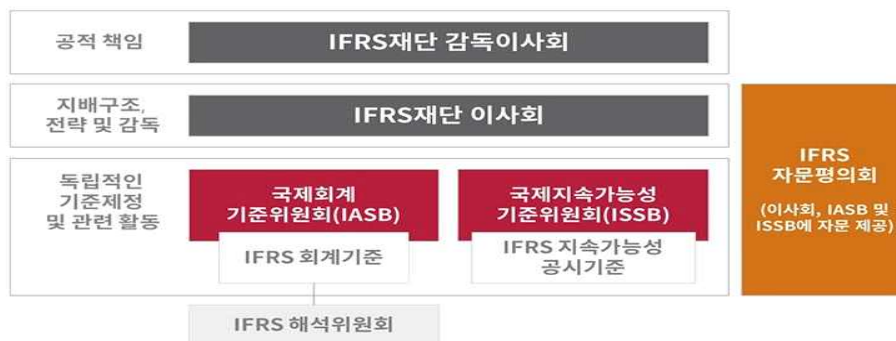 공적 책임
IFRS재단 감독이사회
지배구조,
전략 및 감독
IFRS재단 이사회
독립적인
기준제정
및 관련 활동
국제회계
기준위원회(IASB)
IFRS 회계기준
국제지속가능성
기준위원회(ISSB)
IFRS 지속가능성
공시기준
IFRS 해석위원회
IFRS
자문평의회
(이사회, IASB 및
ISSB에 자문 제공)